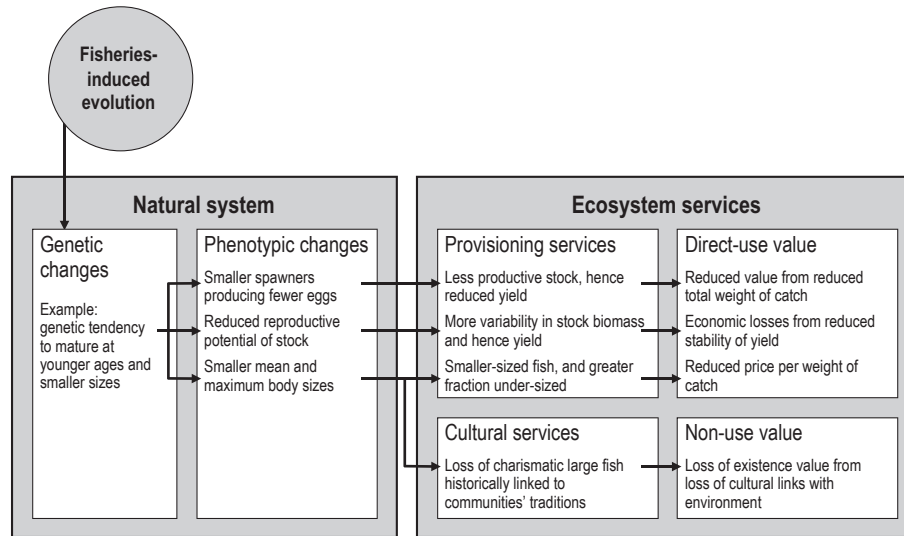 Fisheries-
induced
evolution
Natural system
Genetic
changes
Example:
genetic tendency
to mature at
younger ages and
smaller sizes
Phenotypic changes
Smaller spawners
producing fewer eggs
Reduced reproductive
potential of stock
Smaller mean and
maximum body sizes
Ecosystem services
Provisioning services
Less productive stock, hence
reduced yield
More variability in stock biomass
and hence yield
Smaller-sized fish, and greater
fraction under-sized
Direct-use value
Reduced value from reduced
total weight of catch
Economic losses from reduced
stability of yield
Reduced price per weight of
catch
Cultural services
Loss of charismatic large fish
historically linked to
communities’ traditions
Non-use value
Loss of existence value from
loss of cultural links with
environment